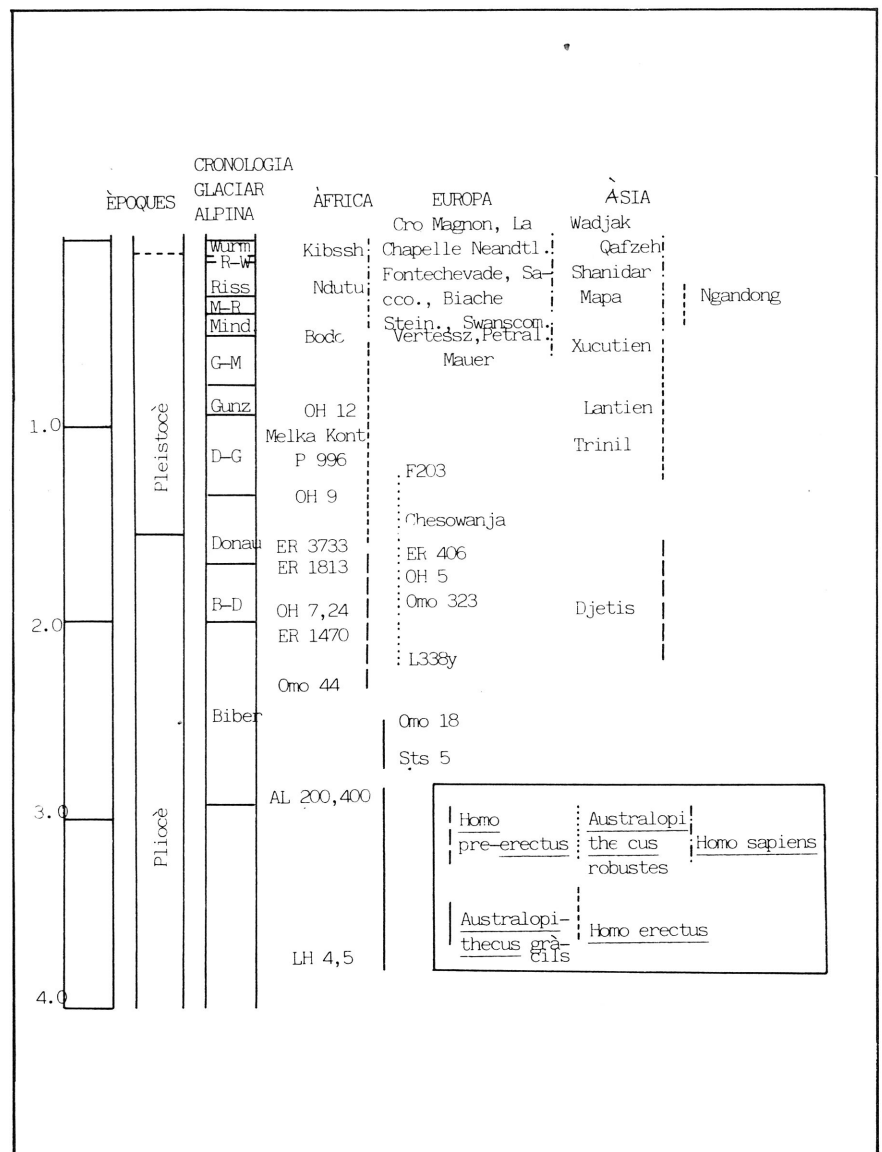 CRONOLOGIA
GLACIAR
ALPINA
ÈPOQUES
ÀFRICA
EUROPA
ÀSIA
1.0
2.0
3.0
4.0
Pleistocè
Pliocè
Wurm
R-W
Riss
M-R
Mind.
G-M
Gunz
D-G
Donau
B-D
Biber
Kibssh
Ndutu
Bodo
OH 12
Melka Kont
P 996
OH 9
ER 3733
ER 1813
OH 7,24
ER 1470
Omo 44
AL 200,400
LH 4,5
Cro Magnon, La
Chapelle Neandtl.
Fontechevade, Sa-
cco., Biache
Stein., Swanscom.
Vertessz,Petral.
Mauer
F203
Chesowanja
ER 406
OH 5
Omo 323
L338y
Omo 18
Sts 5
Wadjak
Qafzeh
Shanidar
Mapa
Xucutien
Lantien
Trinil
Djetis
Ngandong
Homo
pre-erectus
Australopi
the cus
robustes
Homo sapiens
Australopi-
thecus grà-
cils
Homo erectus